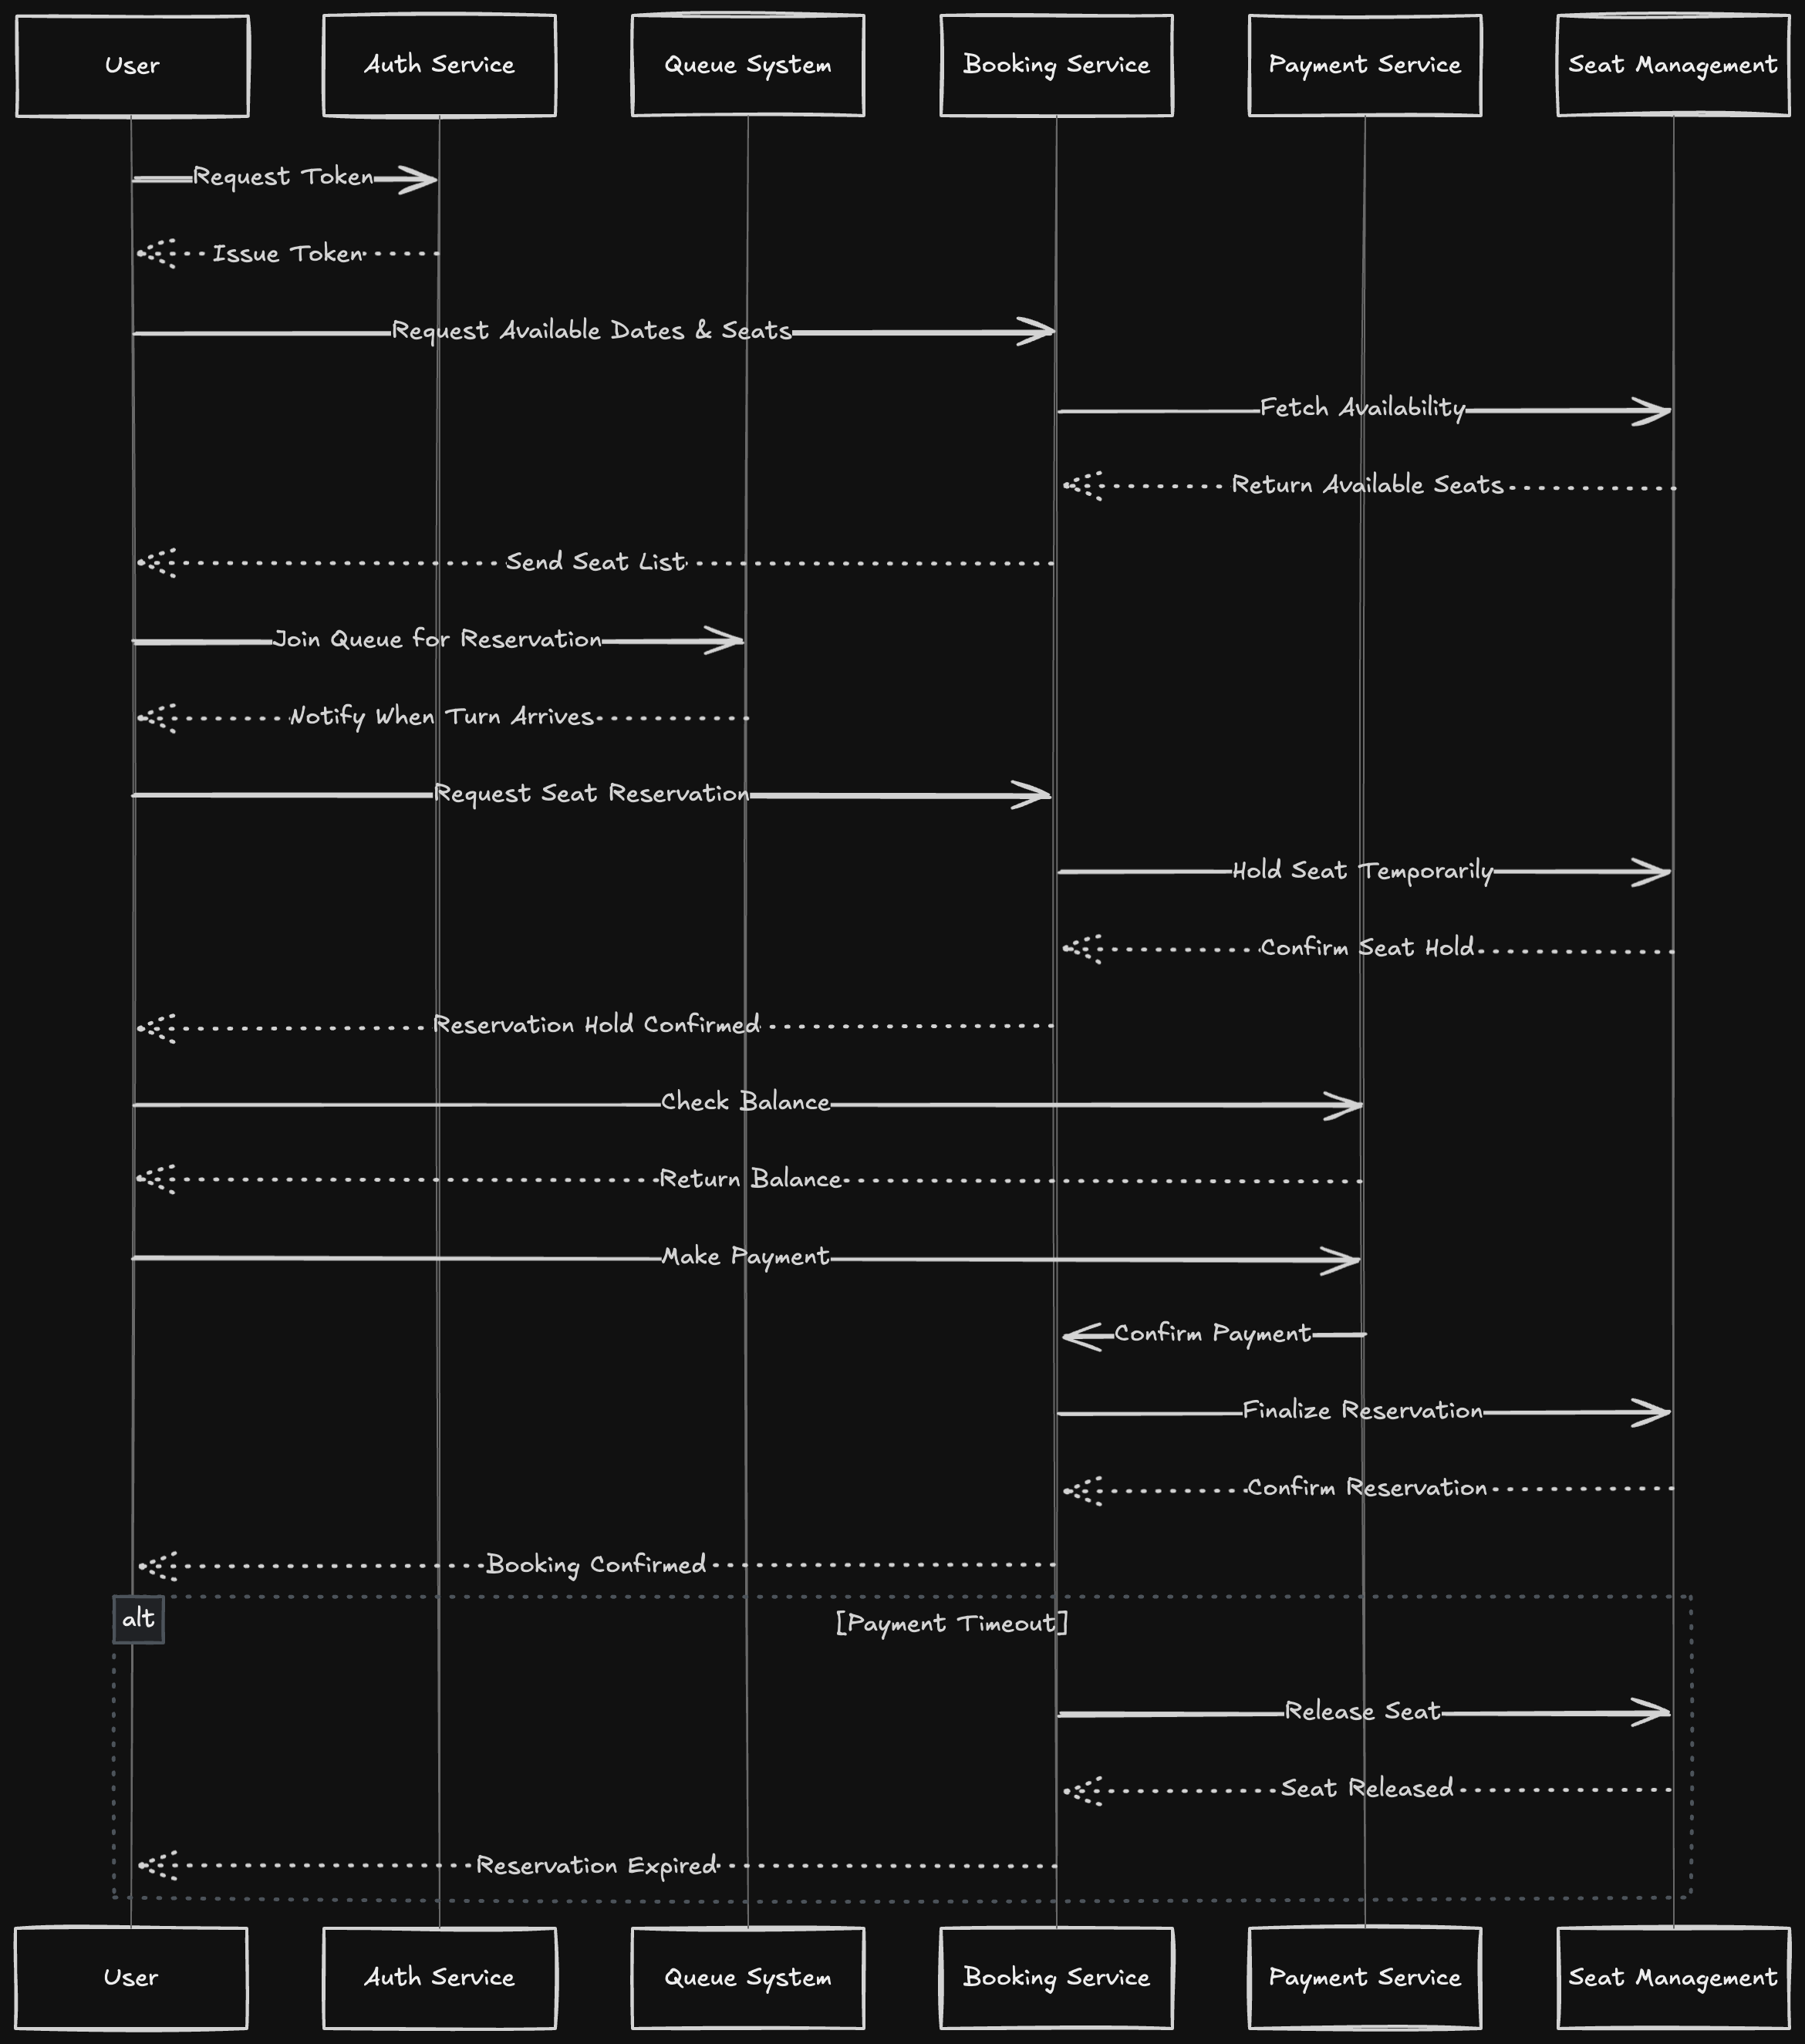 User
Auth Service
Queue System
Booking Service
Payment Service
Seat Management
Request Token
Issue Token
Request Available Dates & Seats
Fetch Availability
Return Available Seats
Send Seat List
Join Queue for Reservation
Notify When Turn Arrives
Request Seat Reservation
Hold Seat Temporarily
Confirm Seat Hold
Reservation Hold Confirmed
Check Balance
Return Balance
Make Payment
Confirm Payment
Finalize Reservation
Confirm Reservation
Booking Confirmed
alt
[Payment Timeout]
Release Seat
Seat Released
Reservation Expired
User
Auth Service
Queue System
Booking Service
Payment Service
Seat Management